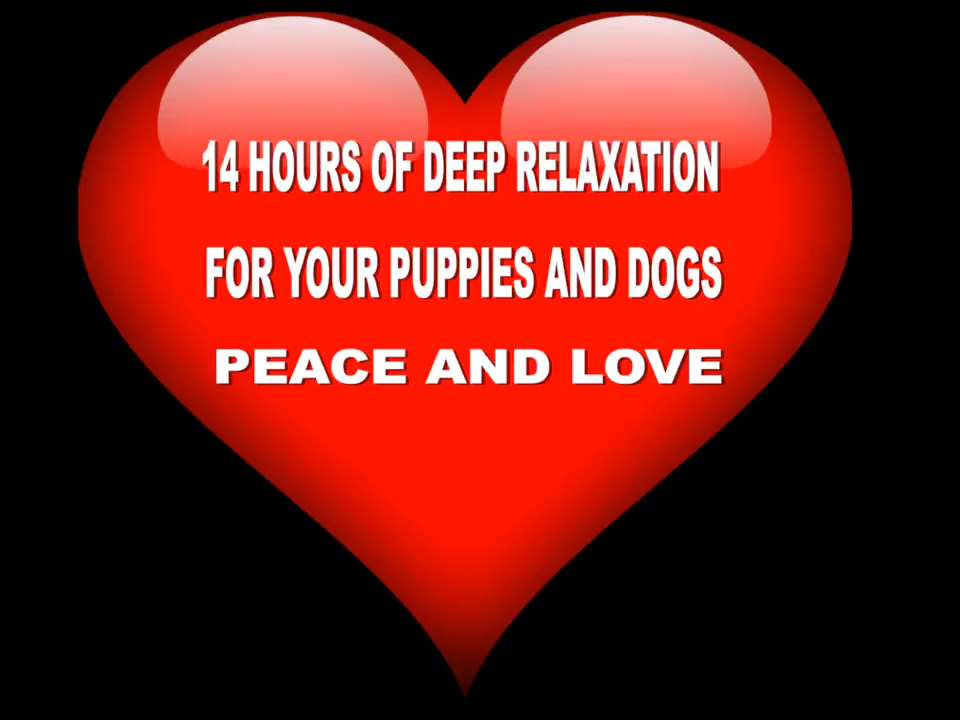 14 HOURS OF DEEP RELAXATION
FOR YOUR PUPPIES AND DOGS
PEACE AND LOVE